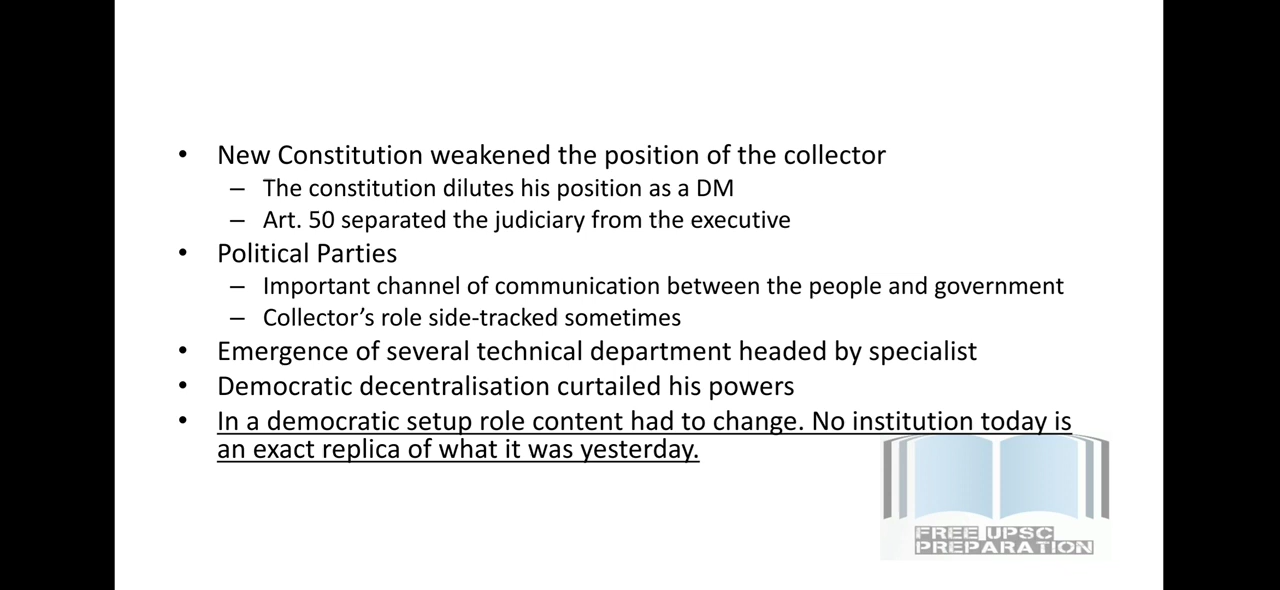 • New Constitution weakened the position of the collector
– The constitution dilutes his position as a DM
– Art. 50 separated the judiciary from the executive
• Political Parties
– Important channel of communication between the people and government
– Collector's role side-tracked sometimes
• Emergence of several technical department headed by specialist
• Democratic decentralisation curtailed his powers
• In a democratic setup role content had to change. No institution today is
an exact replica of what it was yesterday.
FREE UPSC
PREPARATION